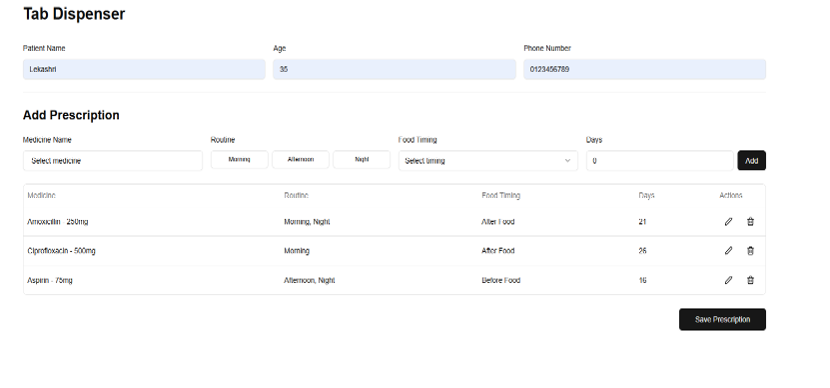 Tab Dispenser
Patient Name Age Phone Number
Lekashri 35 0123456789
Add Prescription
Medicine Name Routine Food Timing Days
Select medicine Morning Afternoon Night Select timing 0 Add
Medicine Routine Food Timing Days Actions
Amoxicillin - 250mg Morning, Night After Food 21
Ciprofloxacin - 500mg Morning After Food 26
Aspirin - 75mg Afternoon, Night Before Food 16
Save Prescription